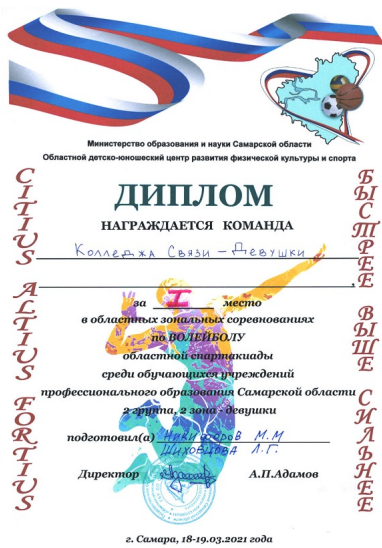 Министерство образования и науки Самарской области
Областной детско-юношеский центр развития физической культуры и спорта
CITIUS ALTIUS FORTIUS
БЫСТРЕЕ ВЫШЕ СИЛЬНЕЕ
ДИПЛОМ
НАГРАЖДАЕТСЯ КОМАНДА
Колледжа Связи - Девушки
,
за I место
в областных зональных соревнованиях
по ВОЛЕЙБОЛУ
областной спартакиады
среди обучающихся учреждений
профессионального образования Самарской области
2 группа, 2 зона - девушки
подготовил(а) Никифоров М.М
Шиховцова Л.Г.
Директор А.П.Адамов
г. Самара, 18-19.03.2021 года